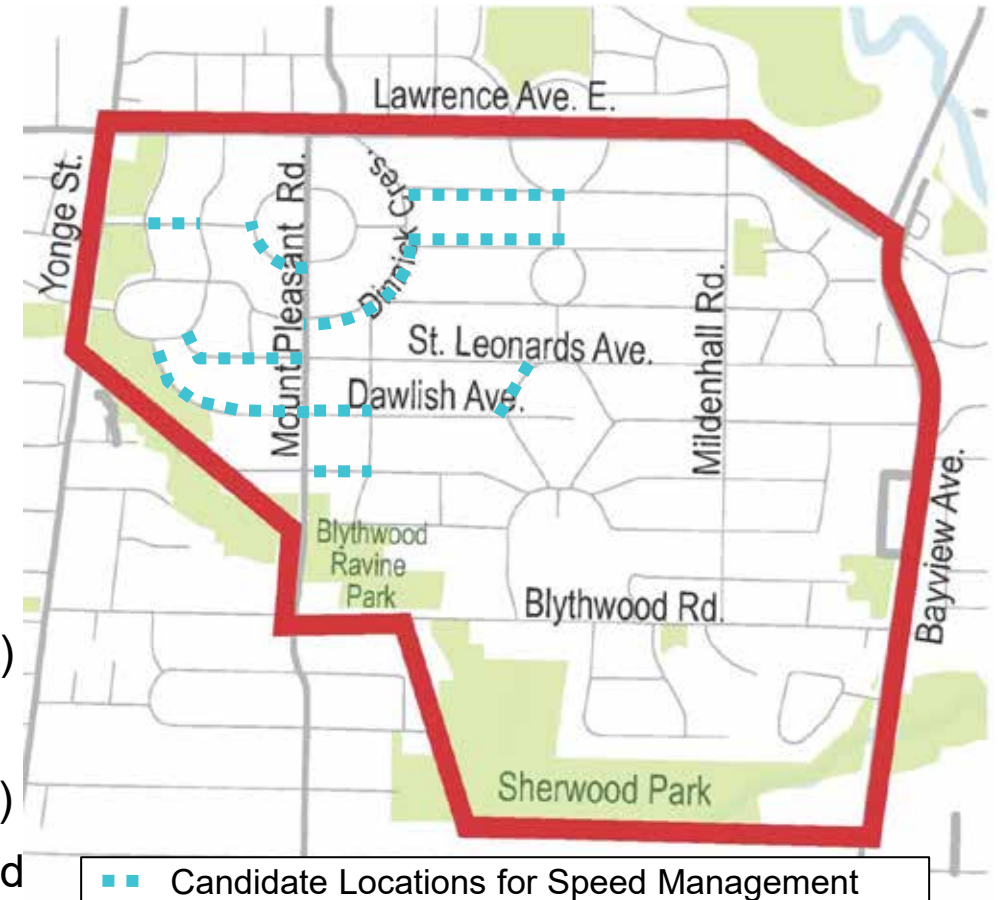 Lawrence Ave. E.
Yonge St.
Mount Pleasant Rd.
Dinnick Cres.
St. Leonards Ave.
Dawlish Ave.
Mildenhall Rd.
Bayview Ave.
Blythwood
Ravine
Park
Blythwood Rd.
)
Sherwood Park
)
d
Candidate Locations for Speed Management